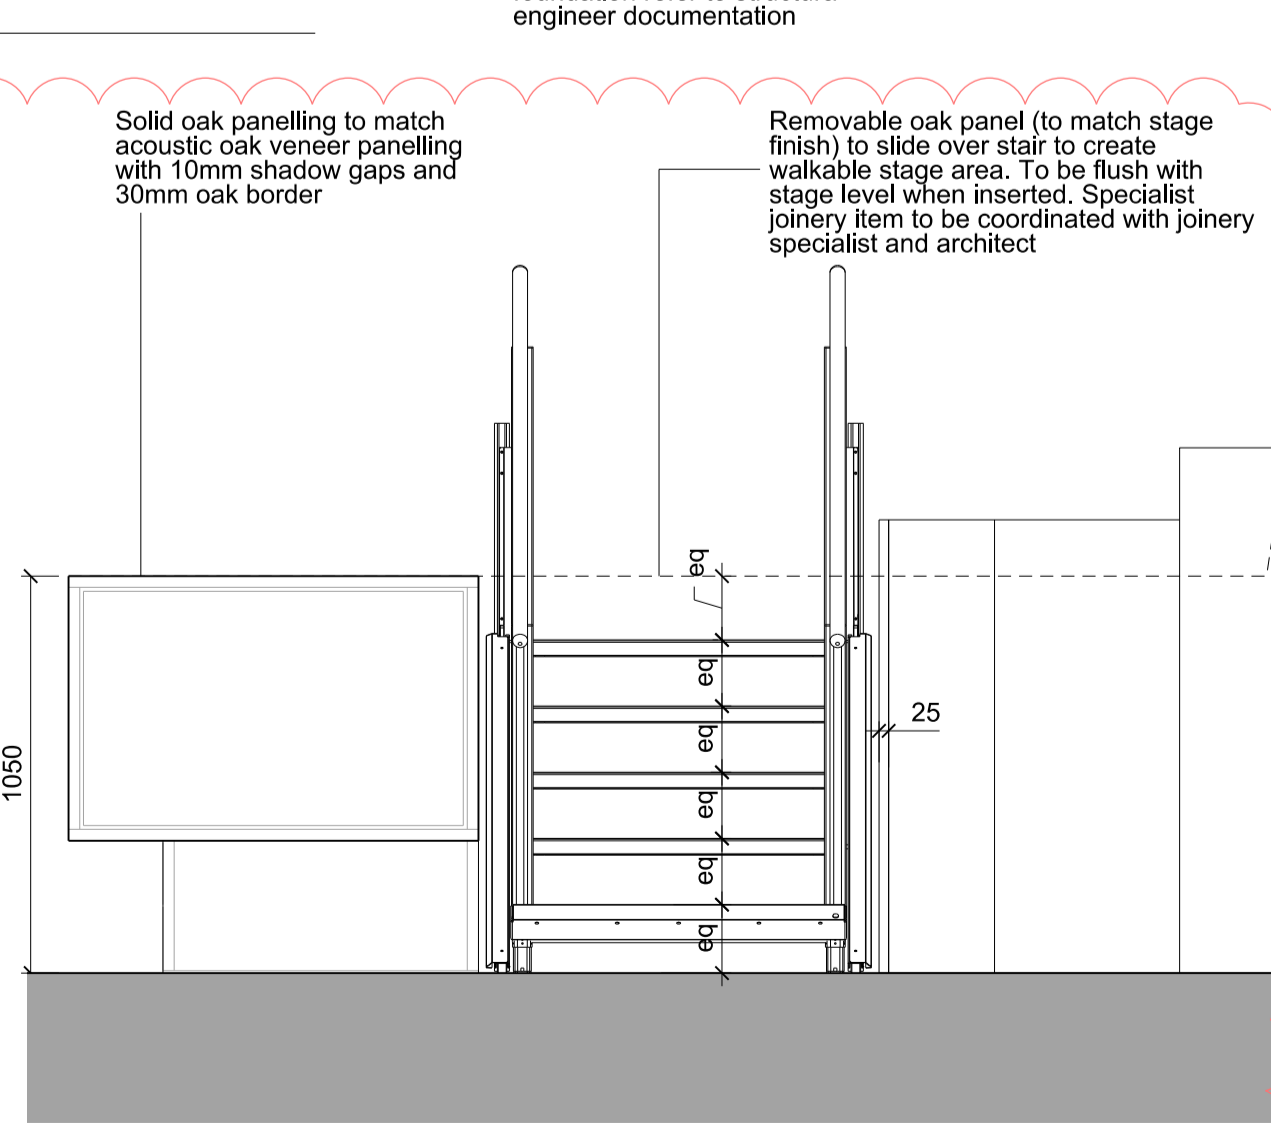 engineer documentation
Solid oak panelling to match
acoustic oak veneer panelling
with 10mm shadow gaps and
30mm oak border
Removable oak panel (to match stage
finish) to slide over stair to create
walkable stage area. To be flush with
stage level when inserted. Specialist
joinery item to be coordinated with joinery
specialist and architect
eq
eq
eq
eq
eq
eq
25
1050